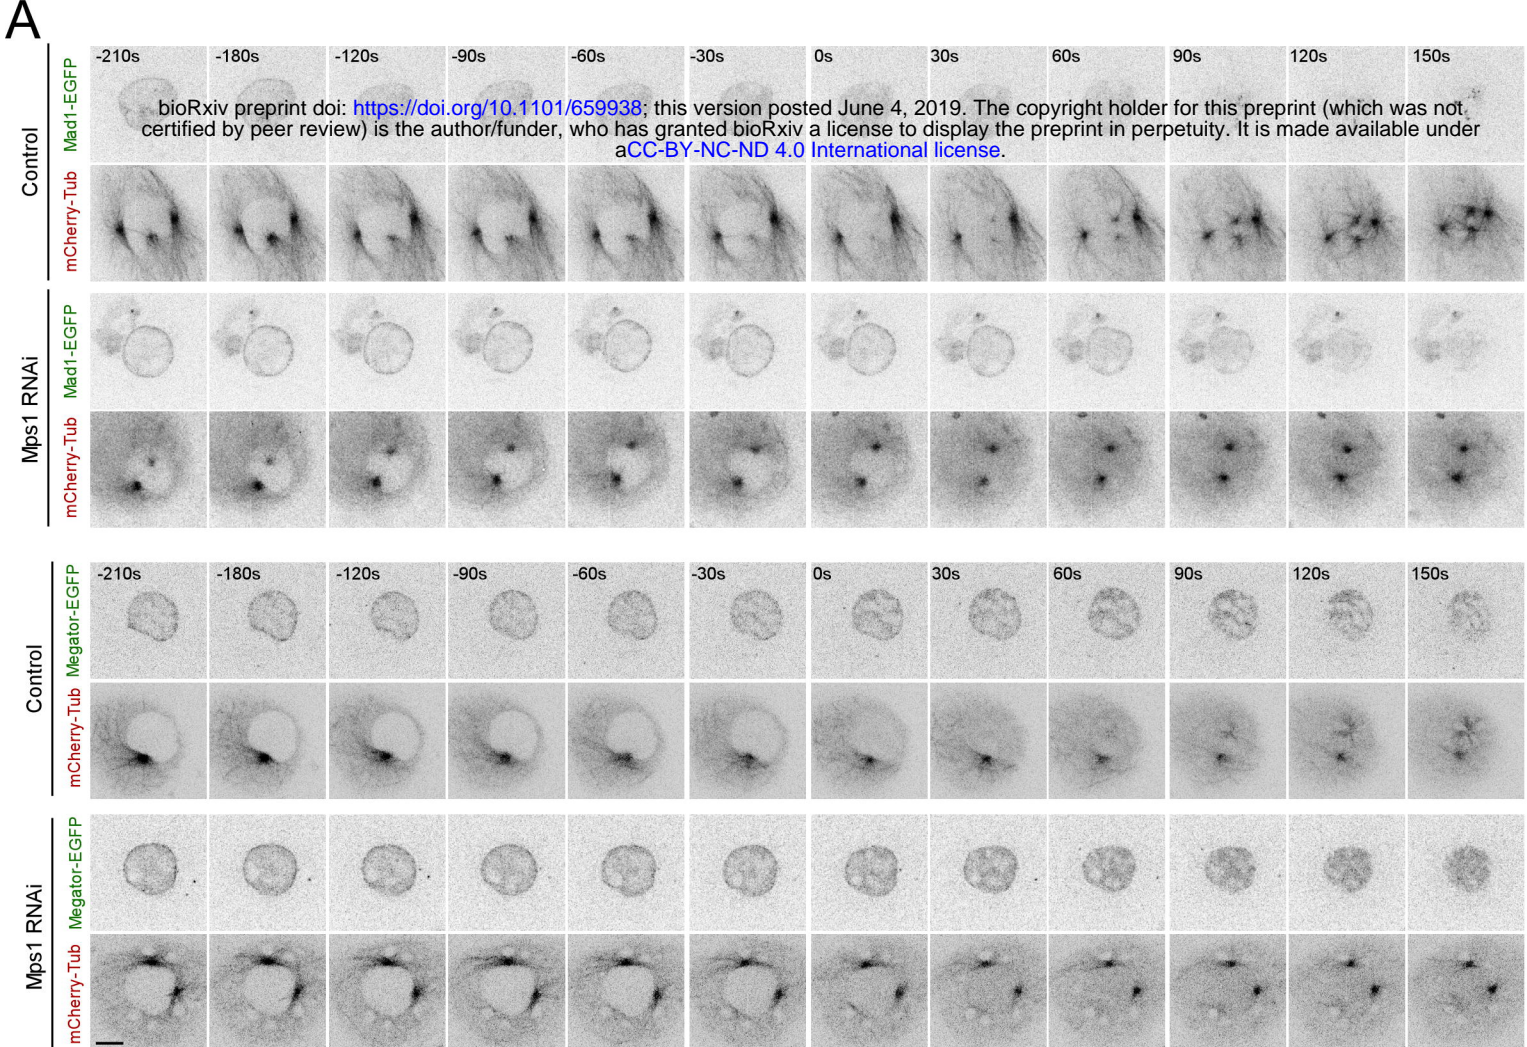 A
-210s -180s -120s -90s -60s -30s 0s 30s 60s 90s 120s 150s
Control
Mad1-EGFP
bioRxiv preprint doi: https://doi.org/10.1101/659938; this version posted June 4, 2019. The copyright holder for this preprint (which was not
certified by peer review) is the author/funder, who has granted bioRxiv a license to display the preprint in perpetuity. It is made available under
aCC-BY-NC-ND 4.0 International license.
mCherry-Tub
Mps1 RNAi
Mad1-EGFP
mCherry-Tub
-210s -180s -120s -90s -60s -30s 0s 30s 60s 90s 120s 150s
Control
Megator-EGFP
mCherry-Tub
Mps1 RNAi
Megator-EGFP
mCherry-Tub